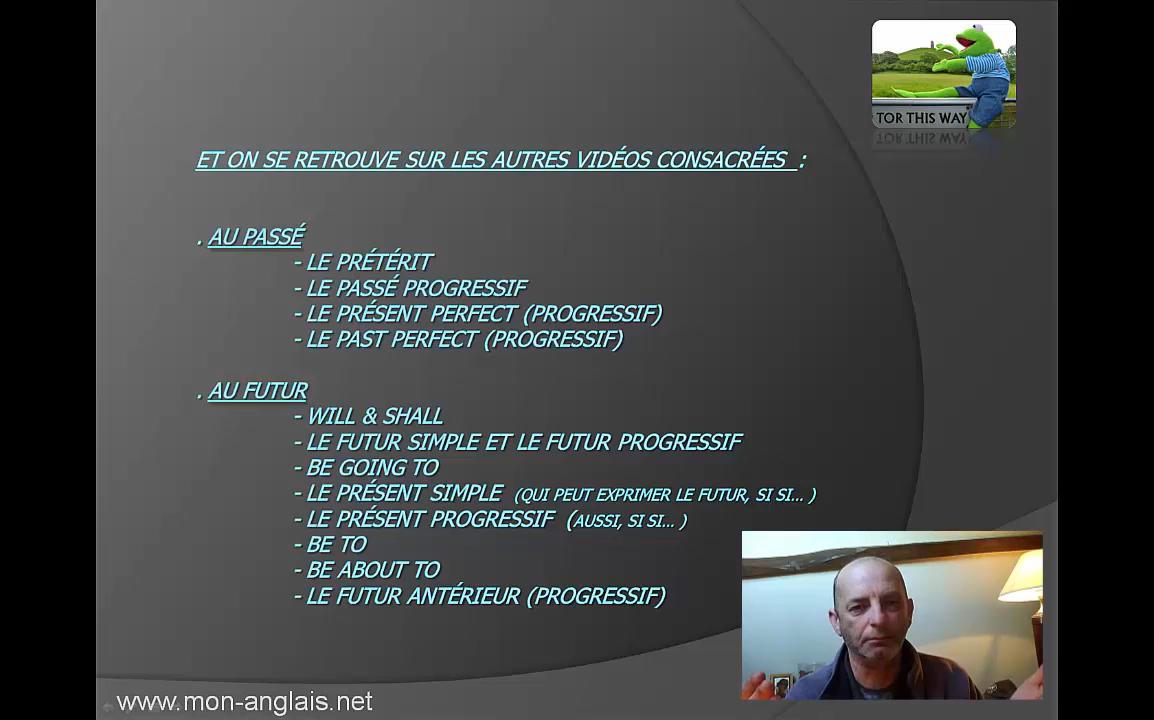 TOR THIS WAY
ET ON SE RETROUVE SUR LES AUTRES VIDÉOS CONSACRÉES :
. AU PASSÉ
- LE PRÉTÉRIT
- LE PASSÉ PROGRESSIF
- LE PRÉSENT PERFECT (PROGRESSIF)
- LE PAST PERFECT (PROGRESSIF)
. AU FUTUR
- WILL & SHALL
- LE FUTUR SIMPLE ET LE FUTUR PROGRESSIF
- BE GOING TO
- LE PRÉSENT SIMPLE (QUI PEUT EXPRIMER LE FUTUR, SI SI... )
- LE PRÉSENT PROGRESSIF (AUSSI, SI SI... )
- BE TO
- BE ABOUT TO
- LE FUTUR ANTÉRIEUR (PROGRESSIF)
www.mon-anglais.net